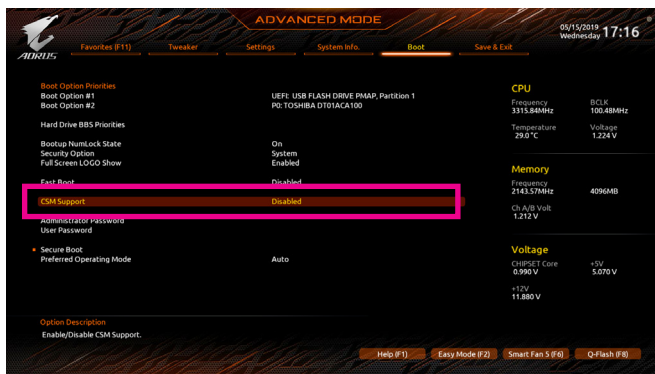 ADVANCED MODE
05/15/2019
Wednesday 17:16
AORUS
Favorites (F11) Tweaker Settings System Info. Boot Save & Exit
Boot Option Priorities
Boot Option #1 UEFI: USB FLASH DRIVE PMAP, Partition 1
Boot Option #2 P0: TOSHIBA DT01ACA100
Hard Drive BBS Priorities
Bootup NumLock State On
Security Option System
Full Screen LOGO Show Enabled
Fast Boot Disabled
CSM Support Disabled
Administrator Password
User Password
Secure Boot
Preferred Operating Mode Auto
CPU
Frequency BCLK
3315.84MHz 100.48MHz
Temperature Voltage
29.0 °C 1.224 V
Memory
Frequency
2143.57MHz 4096MB
Ch A/B Volt
1.212 V
Voltage
CHIPSET Core +5V
0.990 V 5.070 V
+12V
11.880 V
Option Description
Enable/Disable CSM Support.
Help (F1) Easy Mode (F2) Smart Fan 5 (F6) Q-Flash (F8)